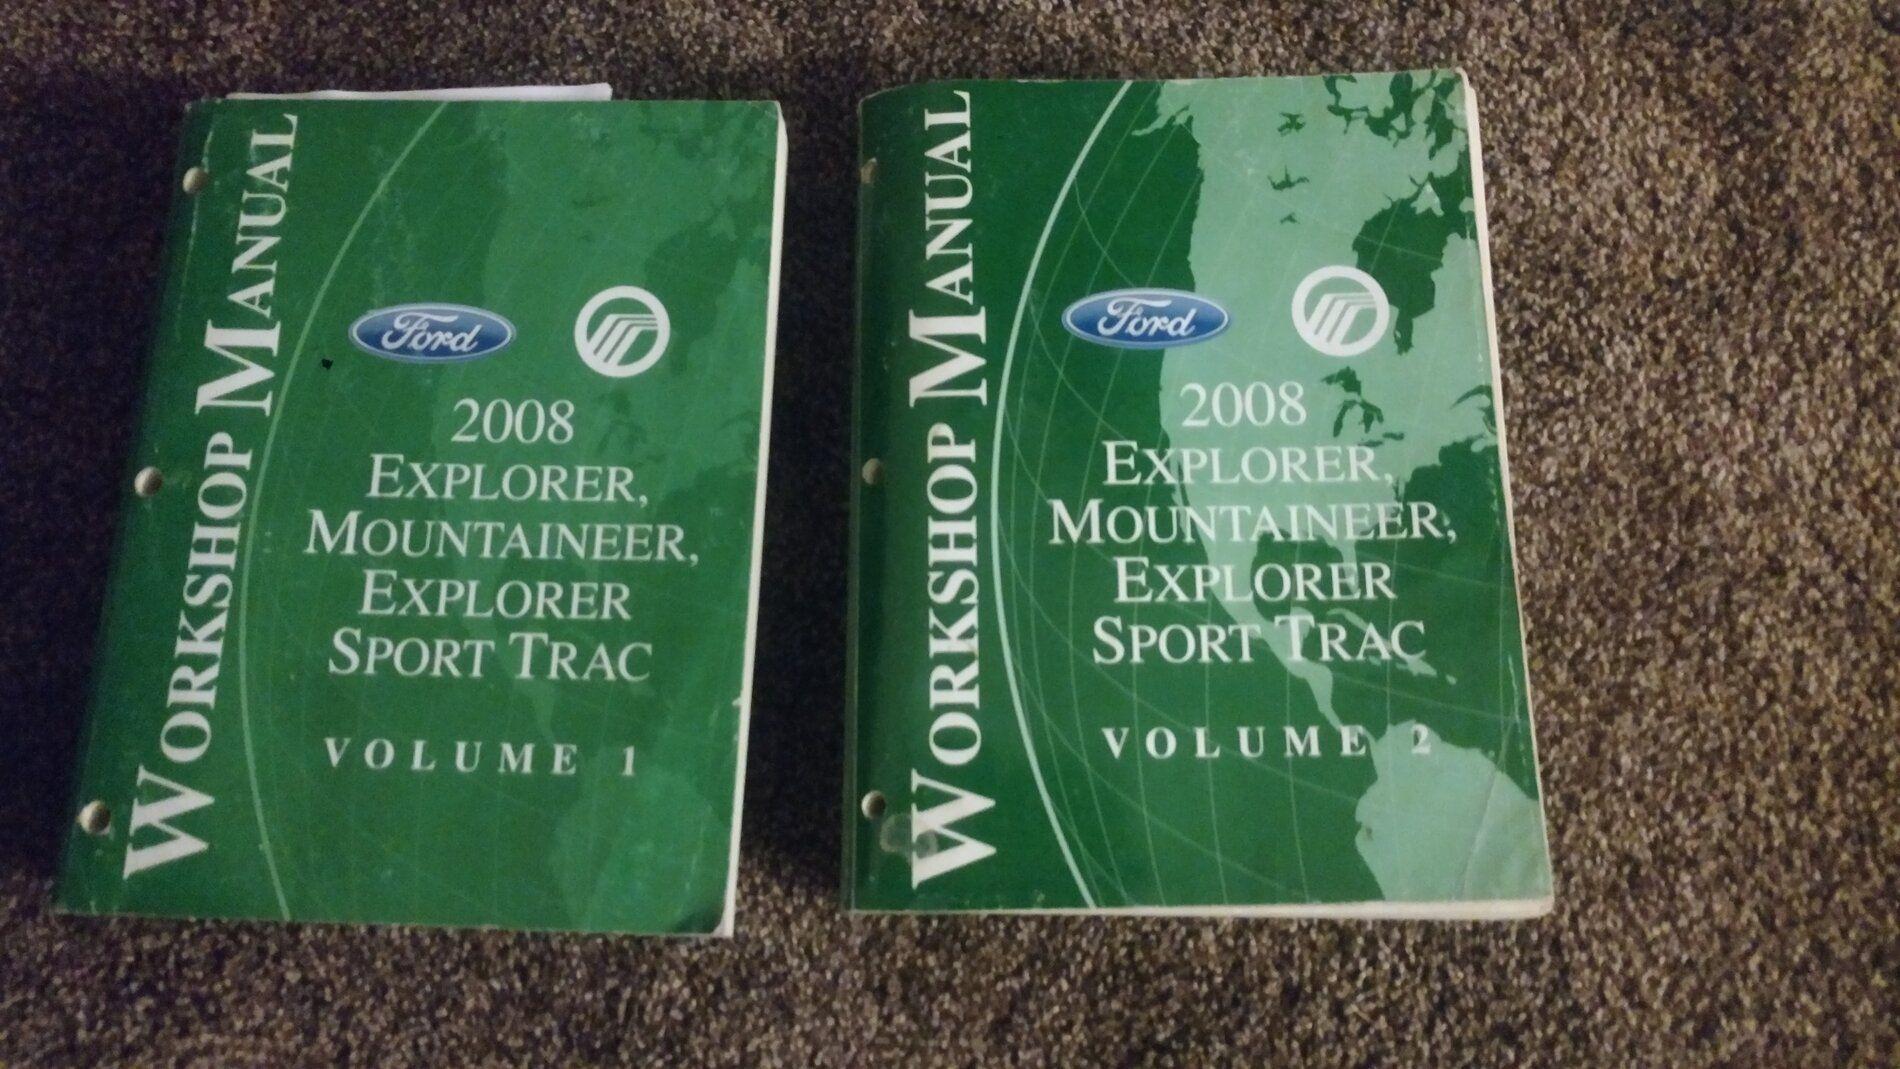 WORKSHOP MANUAL
Ford
2008
EXPLORER,
MOUNTAINEER,
EXPLORER
SPORT TRAC
VOLUME 1
WORKSHOP MANUAL
Ford
2008
EXPLORER,
MOUNTAINEER,
EXPLORER
SPORT TRAC
VOLUME 2